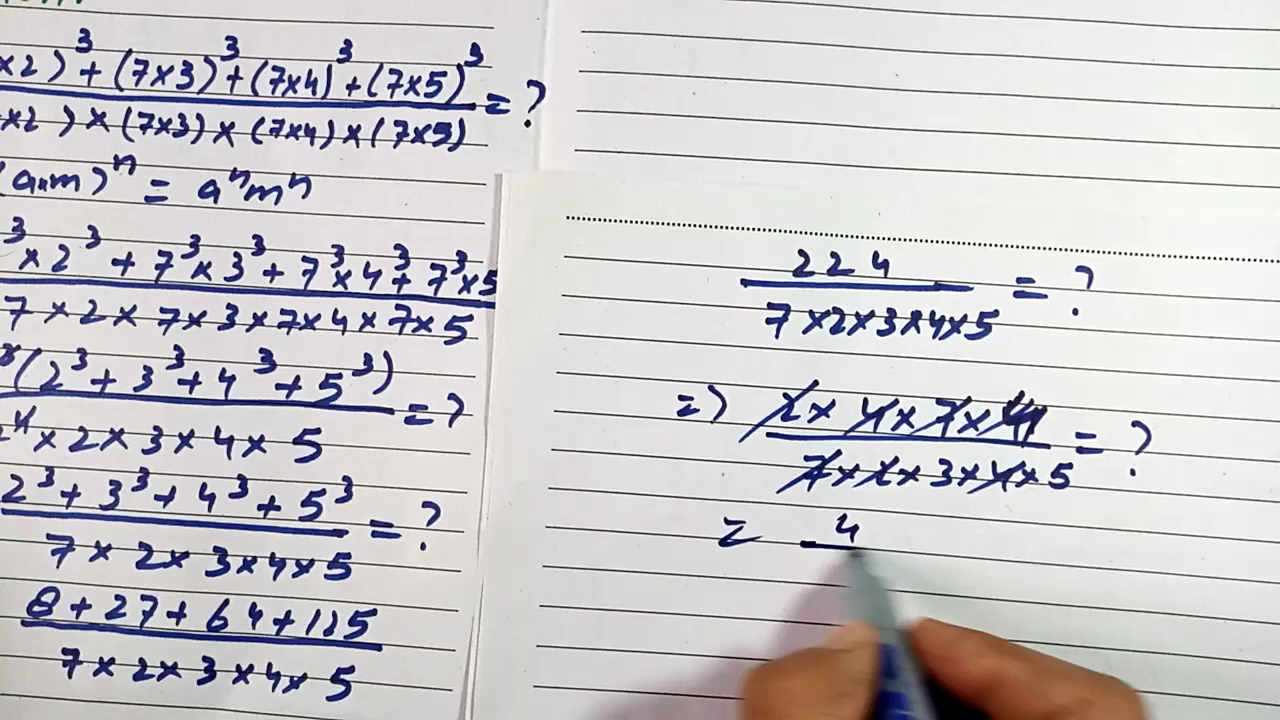 ×2)³ + (7×3)³ + (7×4)³ + (7×5)³ = ?
×2) × (7×3) × (7×4) × (7×5)
(a×m)ⁿ = aⁿmⁿ
³×2³ + 7³×3³ + 7³×4³ + 7³×5
7×2×7×3×7×4×7×5
(2³ + 3³ + 4³ + 5³) = ?
×2×3×4×5
2³ + 3³ + 4³ + 5³ = ?
7×2×3×4×5
8 + 27 + 64 + 125
7×2×3×4×5
224 = ?
7×2×3×4×5
=> 2×4×7×4 = ?
7×2×3×4×5
= 4